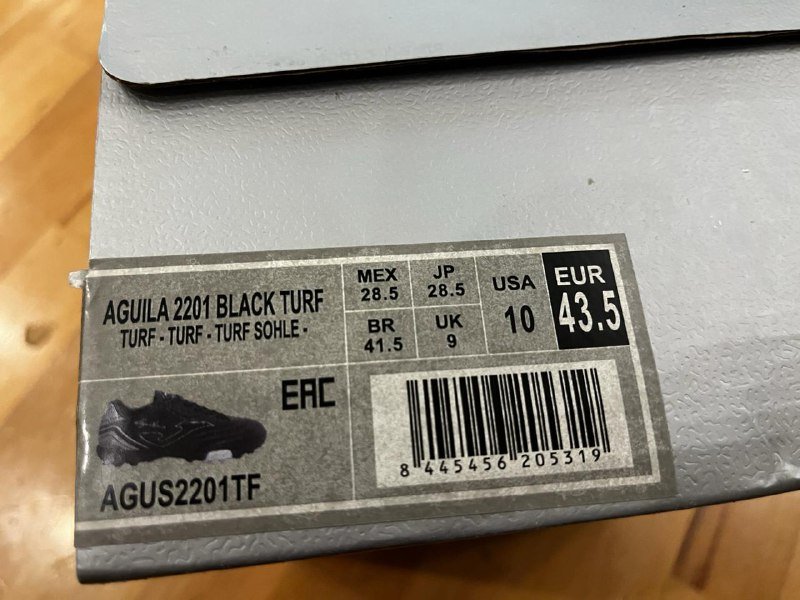 AGUILA 2201 BLACK TURF
TURF - TURF - TURF SOHLE -
MEX
28.5
JP
28.5
BR
41.5
UK
9
USA
10
EUR
43.5
EAC
AGUS2201TF
8 445456 205319